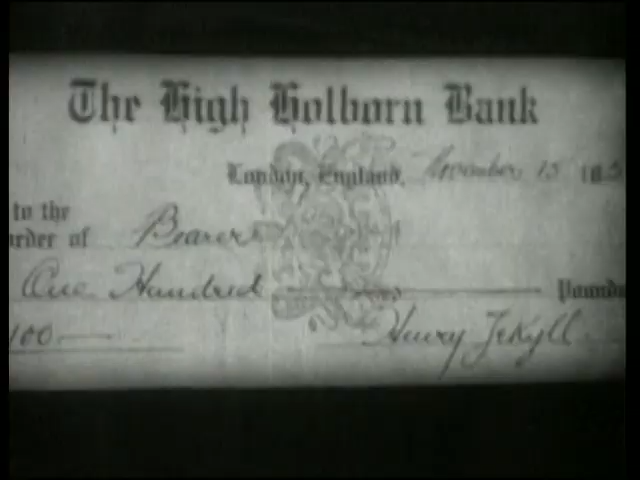 The High Holborn Bank
London, England, November 15 18
to the
rder of Bearer
One Hundred Pounds
100
Henry Jekyll